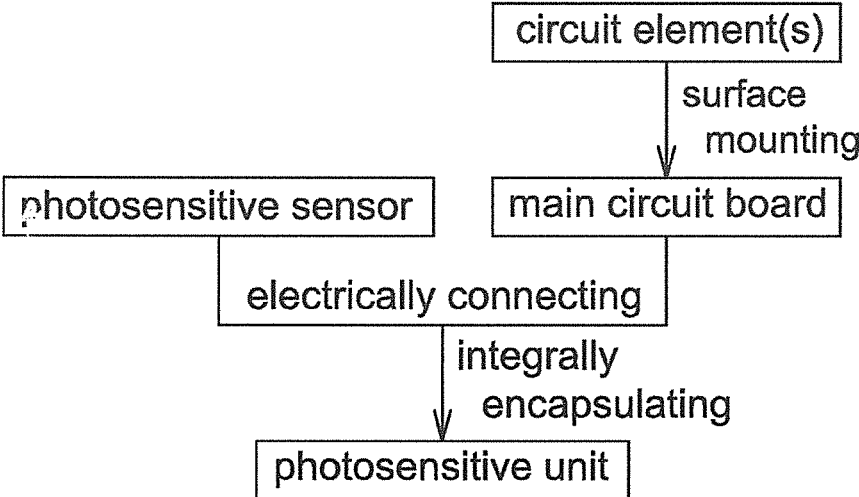 circuit element(s)
surface
mounting
photosensitive sensor
main circuit board
electrically connecting
integrally
encapsulating
photosensitive unit